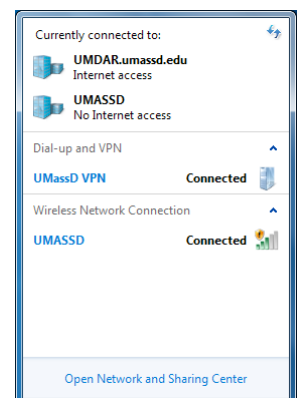 Currently connected to:
UMDAR.umassd.edu
Internet access
UMASSD
No Internet access
Dial-up and VPN
UMassD VPN Connected
Wireless Network Connection
UMASSD Connected
Open Network and Sharing Center